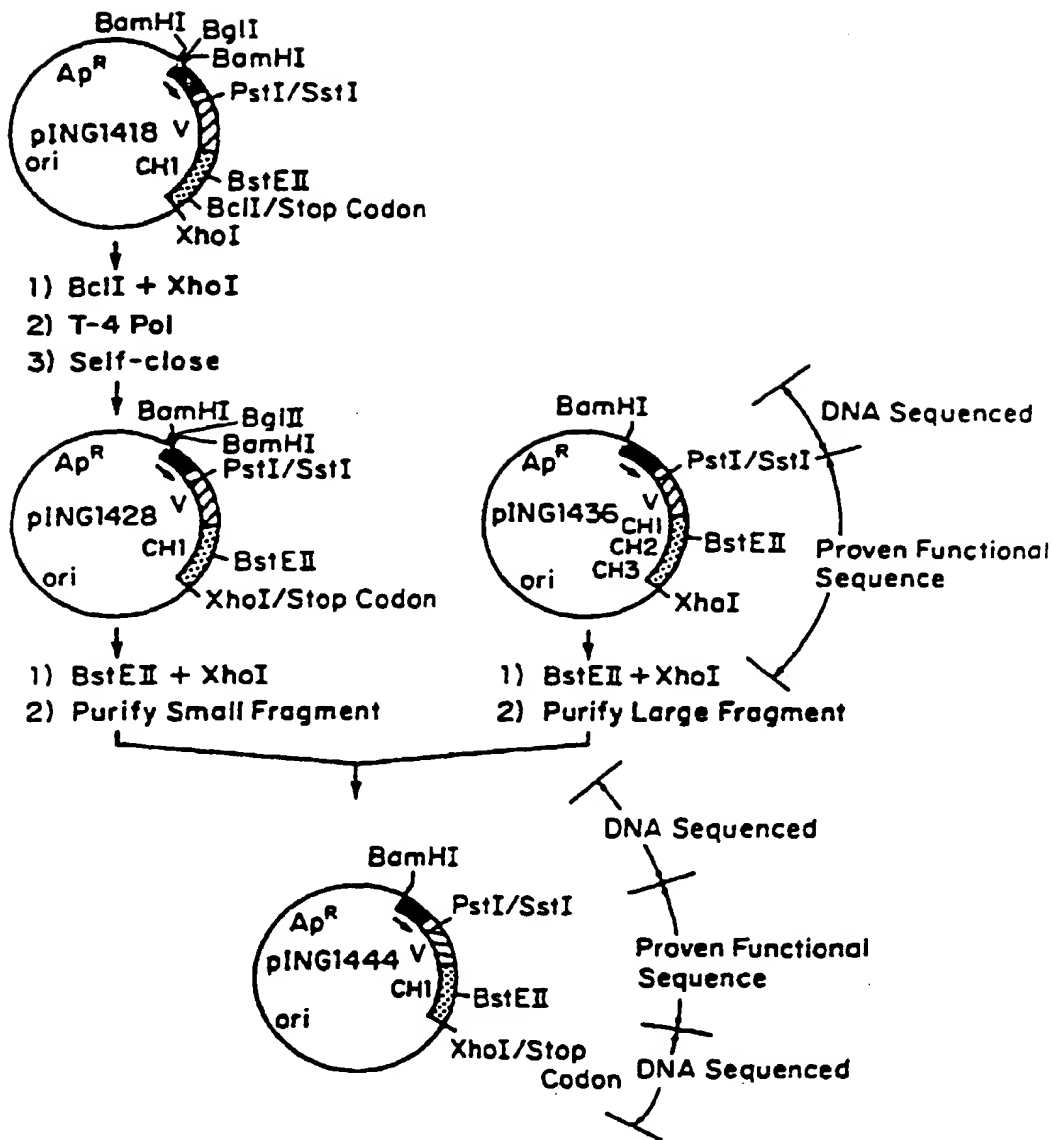 BamHI
BglI
BamHI
Ap^R
PstI/SstI
pING1418
V
ori
CH1
BstEII
BclI/Stop Codon
XhoI
1) BclI + XhoI
2) T-4 Pol
3) Self-close
BamHI
BglII
BamHI
Ap^R
PstI/SstI
pING1428
V
CH1
BstEII
ori
XhoI/Stop Codon
BamHI
Ap^R
PstI/SstI
V
pING1436
CH1
CH2
CH3
BstEII
ori
XhoI
DNA Sequenced
Proven Functional
Sequence
1) BstEII + XhoI
2) Purify Small Fragment
1) BstEII + XhoI
2) Purify Large Fragment
BamHI
Ap^R
PstI/SstI
pING1444
V
CH1
BstEII
ori
XhoI/Stop
Codon
DNA Sequenced
Proven Functional
Sequence
DNA Sequenced